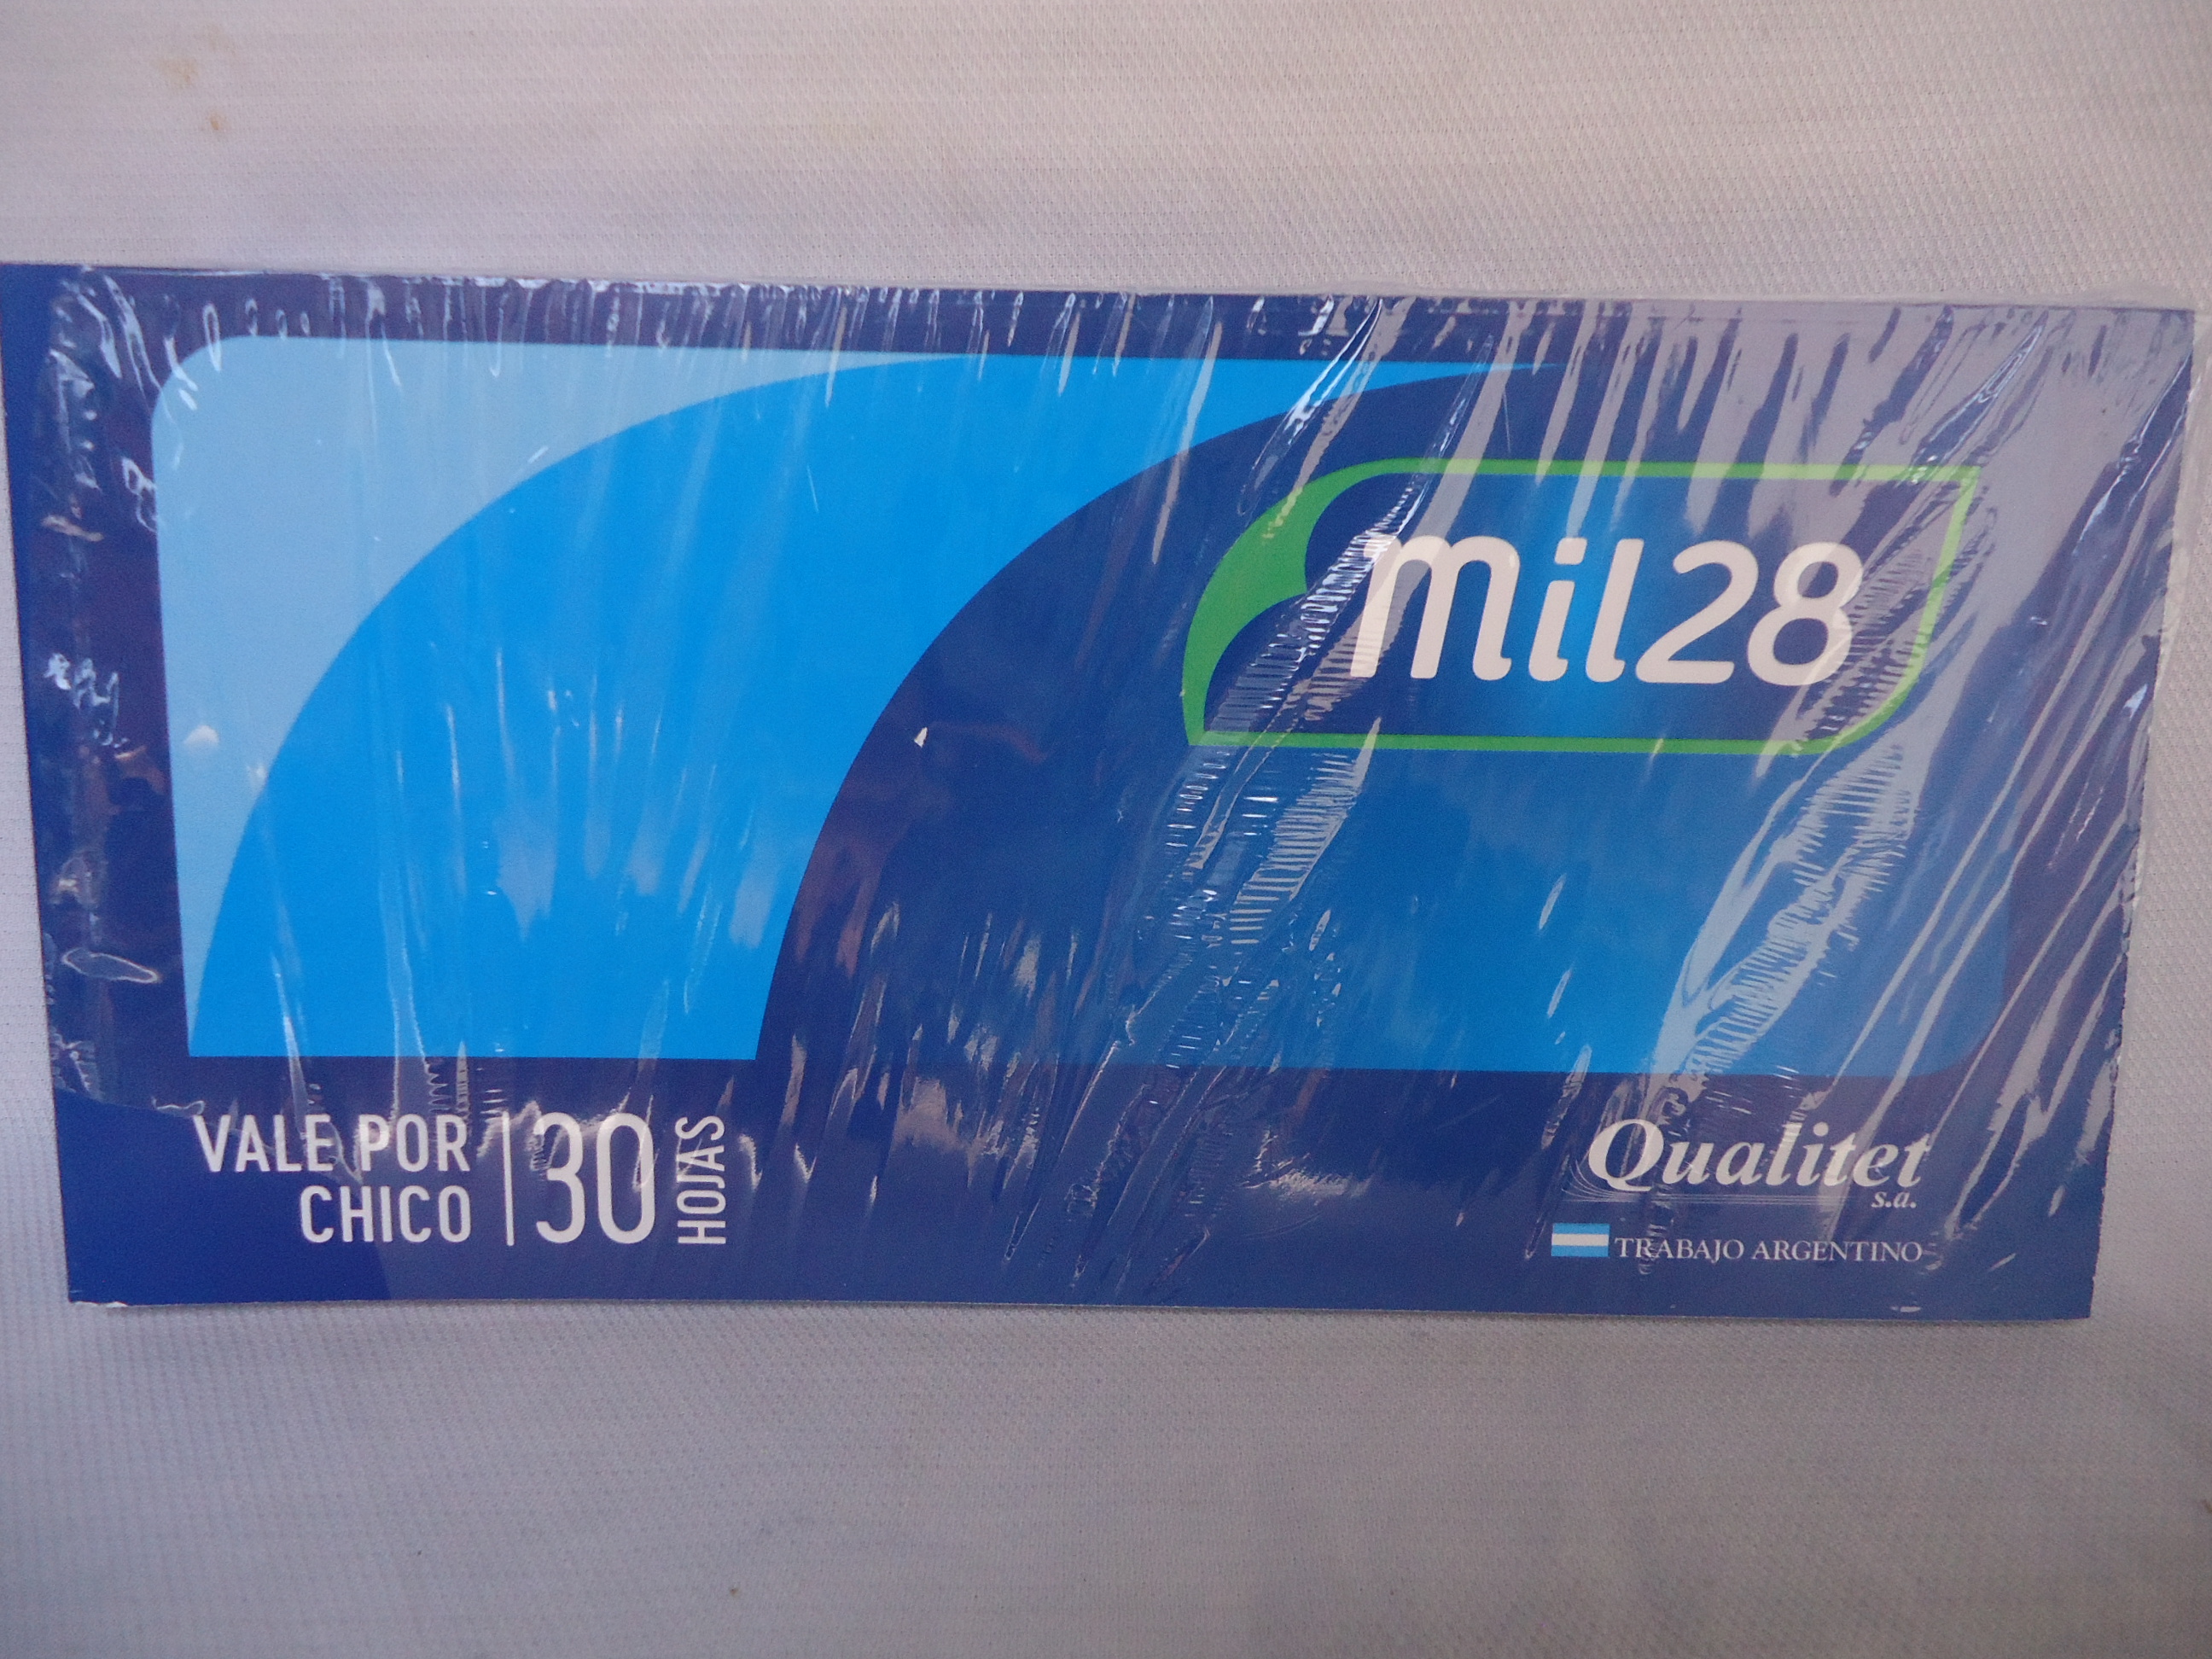 mil28
VALE POR
CHICO
30
HOJAS
Qualitet
s.a.
TRABAJO ARGENTINO